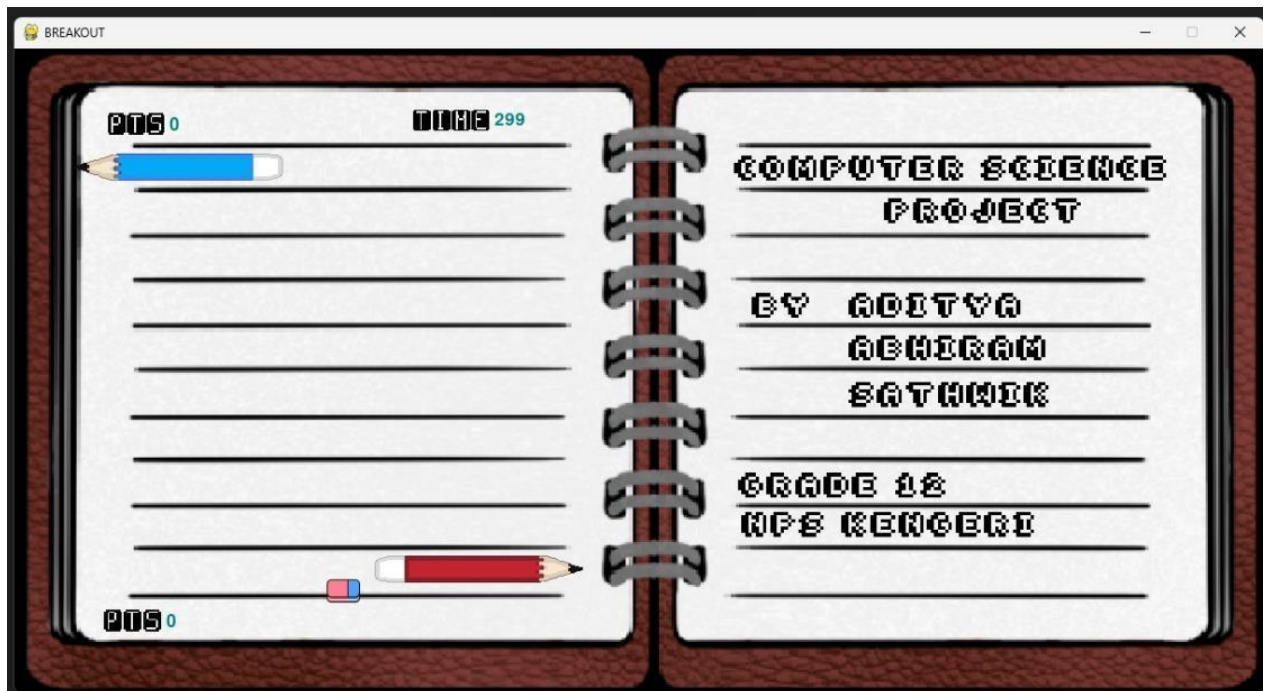 BREAKOUT
PTS 0
TIME 299
COMPUTER SCIENCE
PROJECT
BY ADITYA
ABHIRAM
SATHWIK
GRADE 12
NPS KENGERI
PTS 0